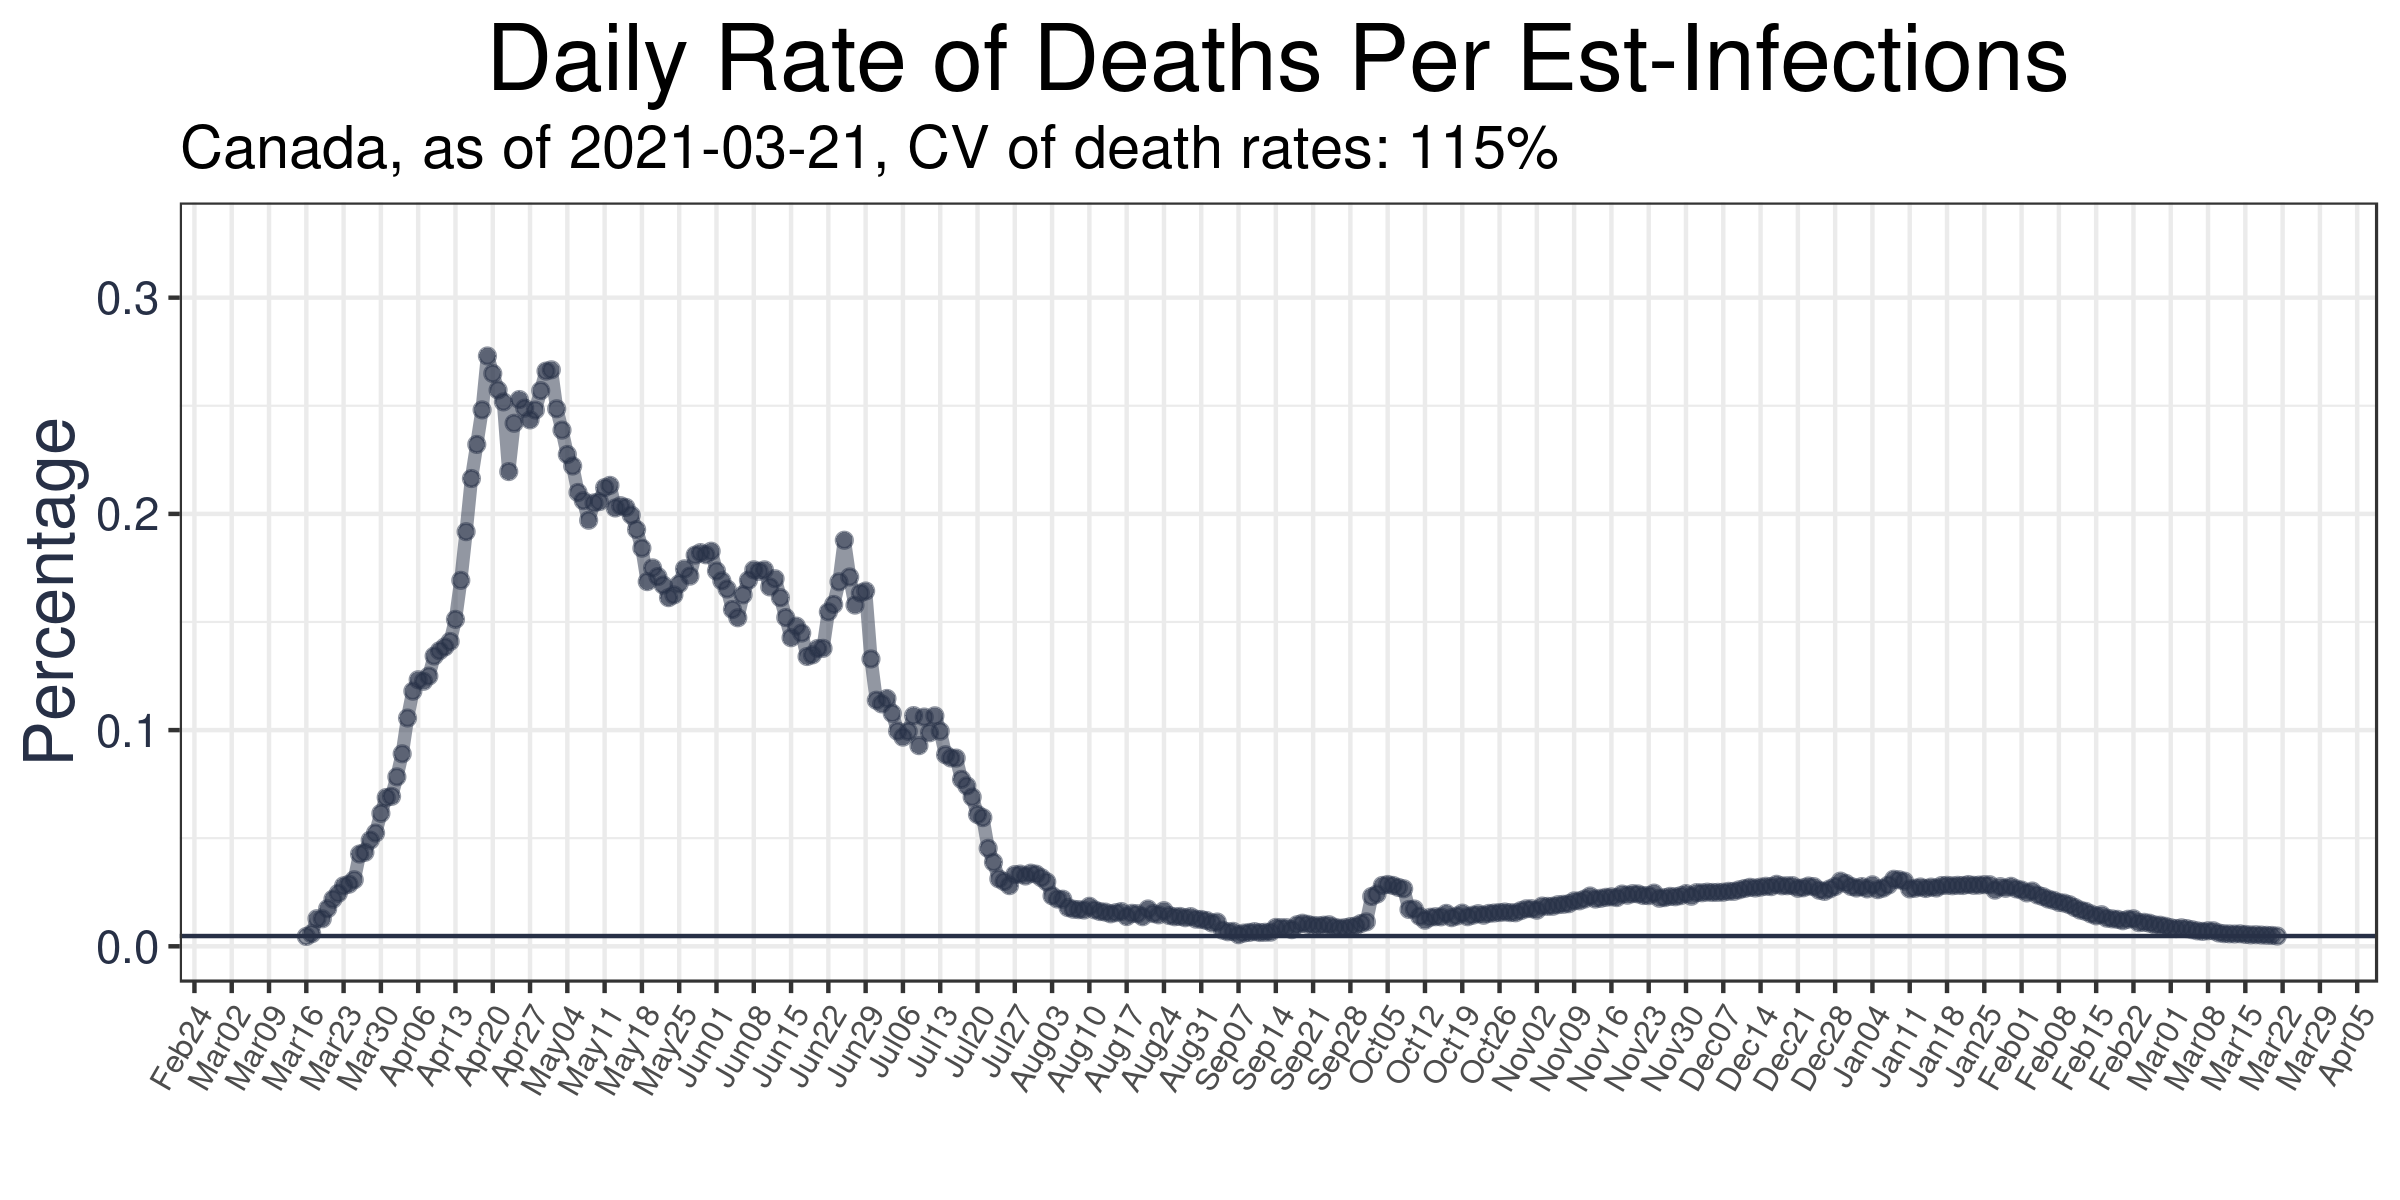 Daily Rate of Deaths Per Est-Infections
Canada, as of 2021-03-21, CV of death rates: 115%
Percentage
0.3
0.2
0.1
0.0
Feb24
Mar02
Mar09
Mar16
Mar23
Mar30
Apr06
Apr13
Apr20
Apr27
May04
May11
May18
May25
Jun01
Jun08
Jun15
Jun22
Jun29
Jul06
Jul13
Jul20
Jul27
Aug03
Aug10
Aug17
Aug24
Aug31
Sep07
Sep14
Sep21
Sep28
Oct05
Oct12
Oct19
Oct26
Nov02
Nov09
Nov16
Nov23
Nov30
Nov07
Dec14
Dec21
Dec28
Dec28
Jan04
Jan11
Jan18
Jan25
Feb01
Feb08
Feb15
Feb22
Mar01
Mar08
Mar15
Mar22
Mar29
Apr05